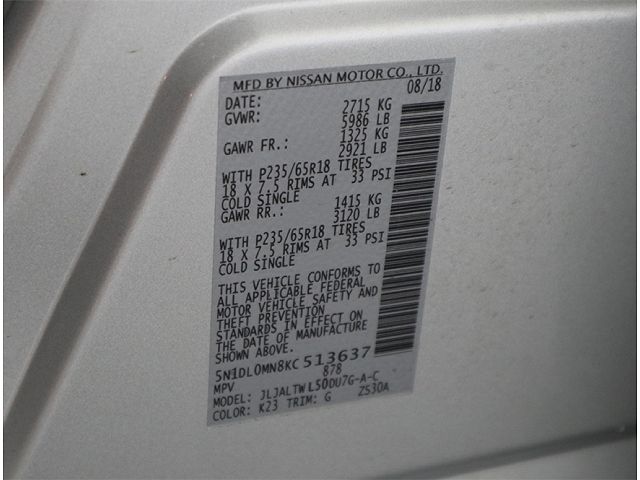 MFD BY NISSAN MOTOR CO., LTD.
DATE: 08/18
GVWR: 2715 KG
5986 LB
GAWR FR.: 1325 KG
2921 LB
WITH P235/65R18 TIRES
18 X 7.5 RIMS AT 33 PSI
COLD SINGLE
GAWR RR.: 1415 KG
3120 LB
WITH P235/65R18 TIRES
18 X 7.5 RIMS AT 33 PSI
COLD SINGLE
THIS VEHICLE CONFORMS TO
ALL APPLICABLE FEDERAL
MOTOR VEHICLE SAFETY AND
THEFT PREVENTION
STANDARDS IN EFFECT ON
THE DATE OF MANUFACTURE
SHOWN ABOVE.
5N1DL0MN8KC513637
MPV 878
MODEL: JLJALTWL50DU7G-A-C
COLOR: K23 TRIM: G Z530A